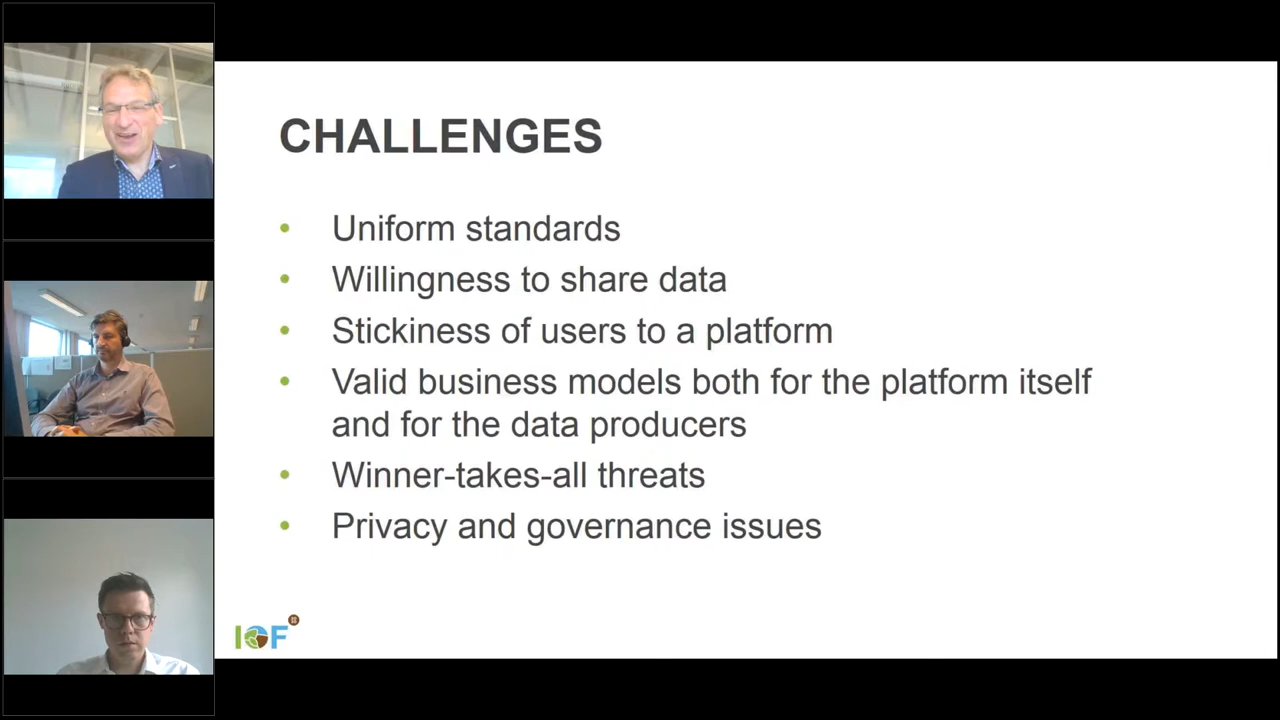 CHALLENGES
• Uniform standards
• Willingness to share data
• Stickiness of users to a platform
• Valid business models both for the platform itself
and for the data producers
• Winner-takes-all threats
• Privacy and governance issues
IOF